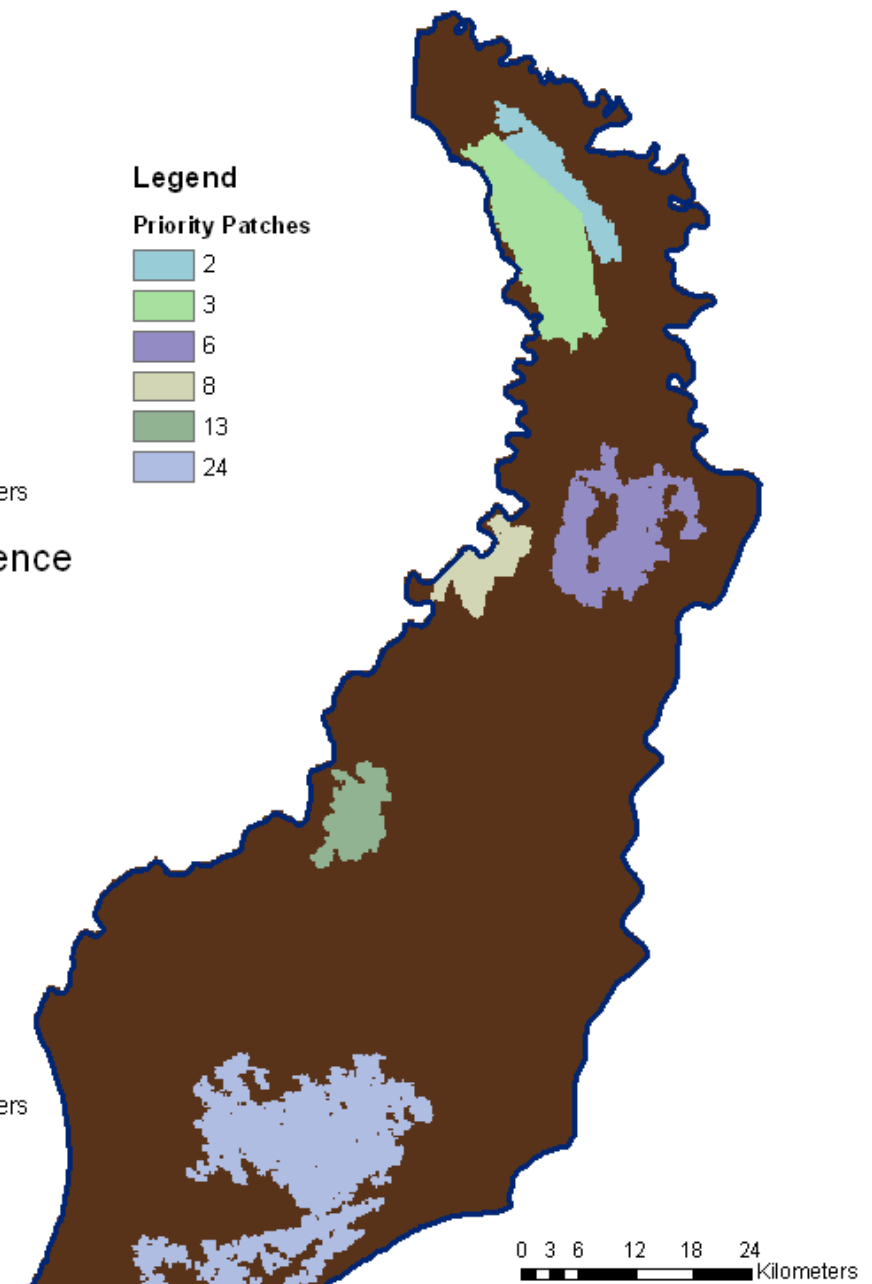 Legend
Priority Patches
2
3
6
8
13
24
ers
ence
ers
0 3 6 12 18 24
Kilometers